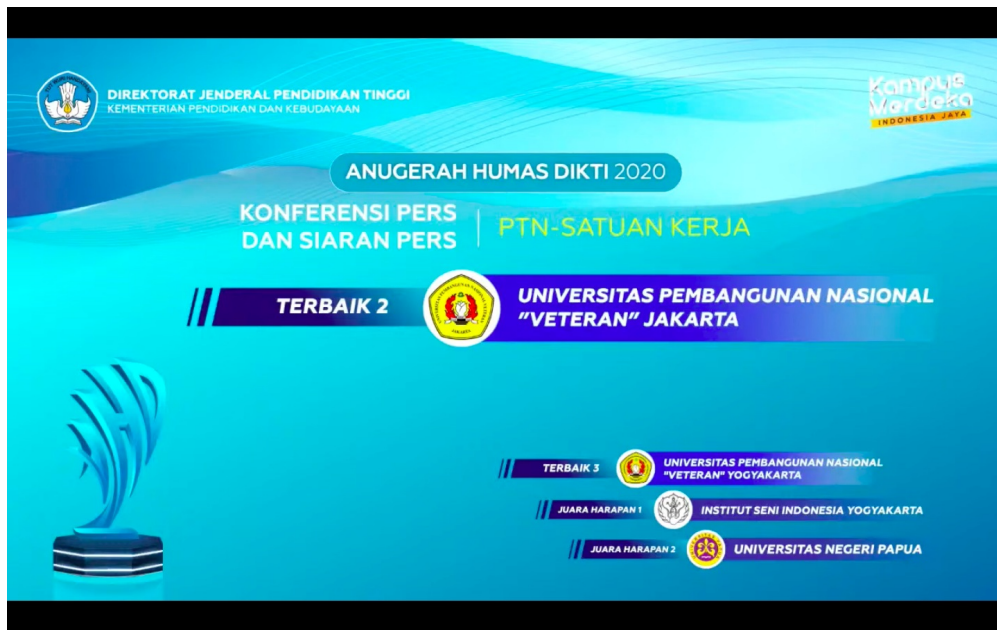 DIREKTORAT JENDERAL PENDIDIKAN TINGGI
KEMENTERIAN PENDIDIKAN DAN KEBUDAYAAN
Kampus
Merdeka
INDONESIA JAYA
ANUGERAH HUMAS DIKTI 2020
KONFERENSI PERS
DAN SIARAN PERS
PTN-SATUAN KERJA
TERBAIK 2
UNIVERSITAS PEMBANGUNAN NASIONAL
"VETERAN" JAKARTA
TERBAIK 3
UNIVERSITAS PEMBANGUNAN NASIONAL
"VETERAN" YOGYAKARTA
JUARA HARAPAN 1
INSTITUT SENI INDONESIA YOGYAKARTA
JUARA HARAPAN 2
UNIVERSITAS NEGERI PAPUA